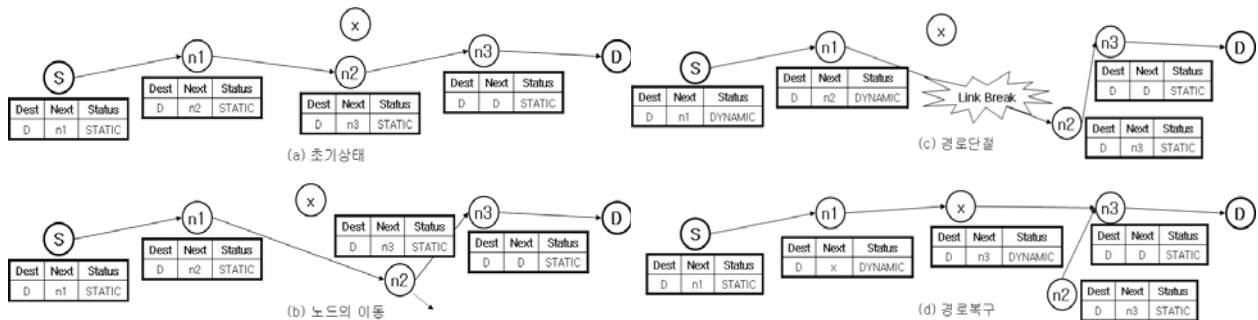 x
S
n1
n2
n3
D
Dest Next Status
D n1 STATIC
Dest Next Status
D n2 STATIC
Dest Next Status
D n3 STATIC
Dest Next Status
D D STATIC
(a) 초기상태
x
S
n1
n2
n3
D
Dest Next Status
D n1 STATIC
Dest Next Status
D n2 STATIC
Dest Next Status
D n3 STATIC
Dest Next Status
D D STATIC
(b) 노드의 이동
x
S
n1
Link Break
n2
n3
D
Dest Next Status
D n1 DYNAMIC
Dest Next Status
D n2 DYNAMIC
Dest Next Status
D n3 STATIC
Dest Next Status
D D STATIC
(c) 경로단절
S
n1
x
n3
D
n2
Dest Next Status
D n1 STATIC
Dest Next Status
D x DYNAMIC
Dest Next Status
D n3 DYNAMIC
Dest Next Status
D D STATIC
Dest Next Status
D n3 STATIC
(d) 경로복구